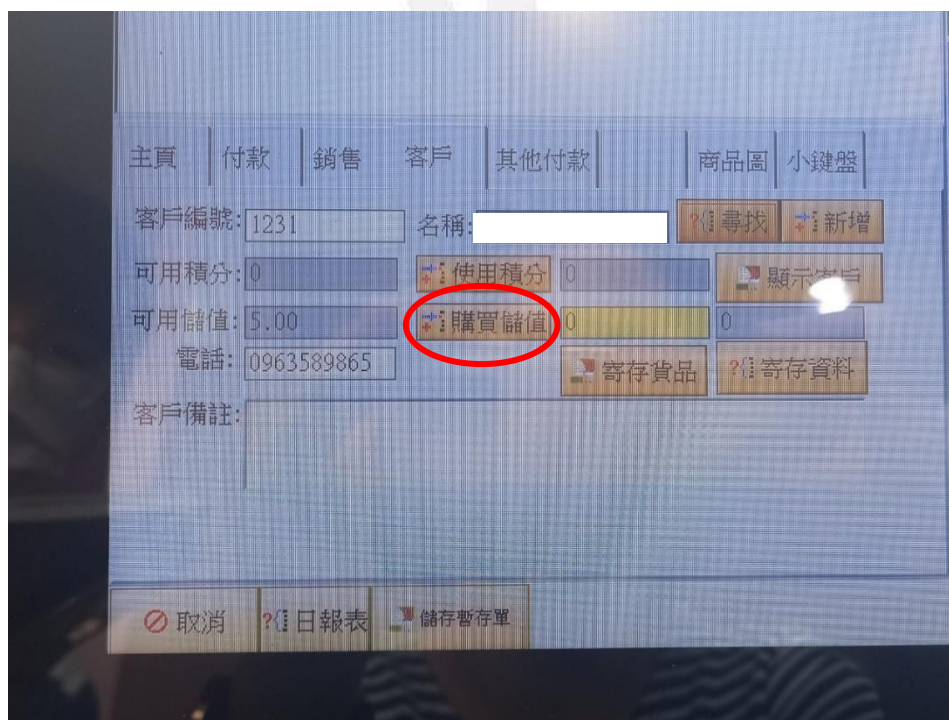 主頁 付款 銷售 客戶 其他付款 商品圖 小鍵盤
客戶編號: 1231 名稱: ?{⁞ 尋找 新增
可用積分: 0 使用積分 0 顯示客戶
可用儲值: 5.00 購買儲值 0 0
電話: 0963589865 寄存貨品 ?{⁞ 寄存資料
客戶備註:
取消 ?{⁞ 日報表 儲存暫存單